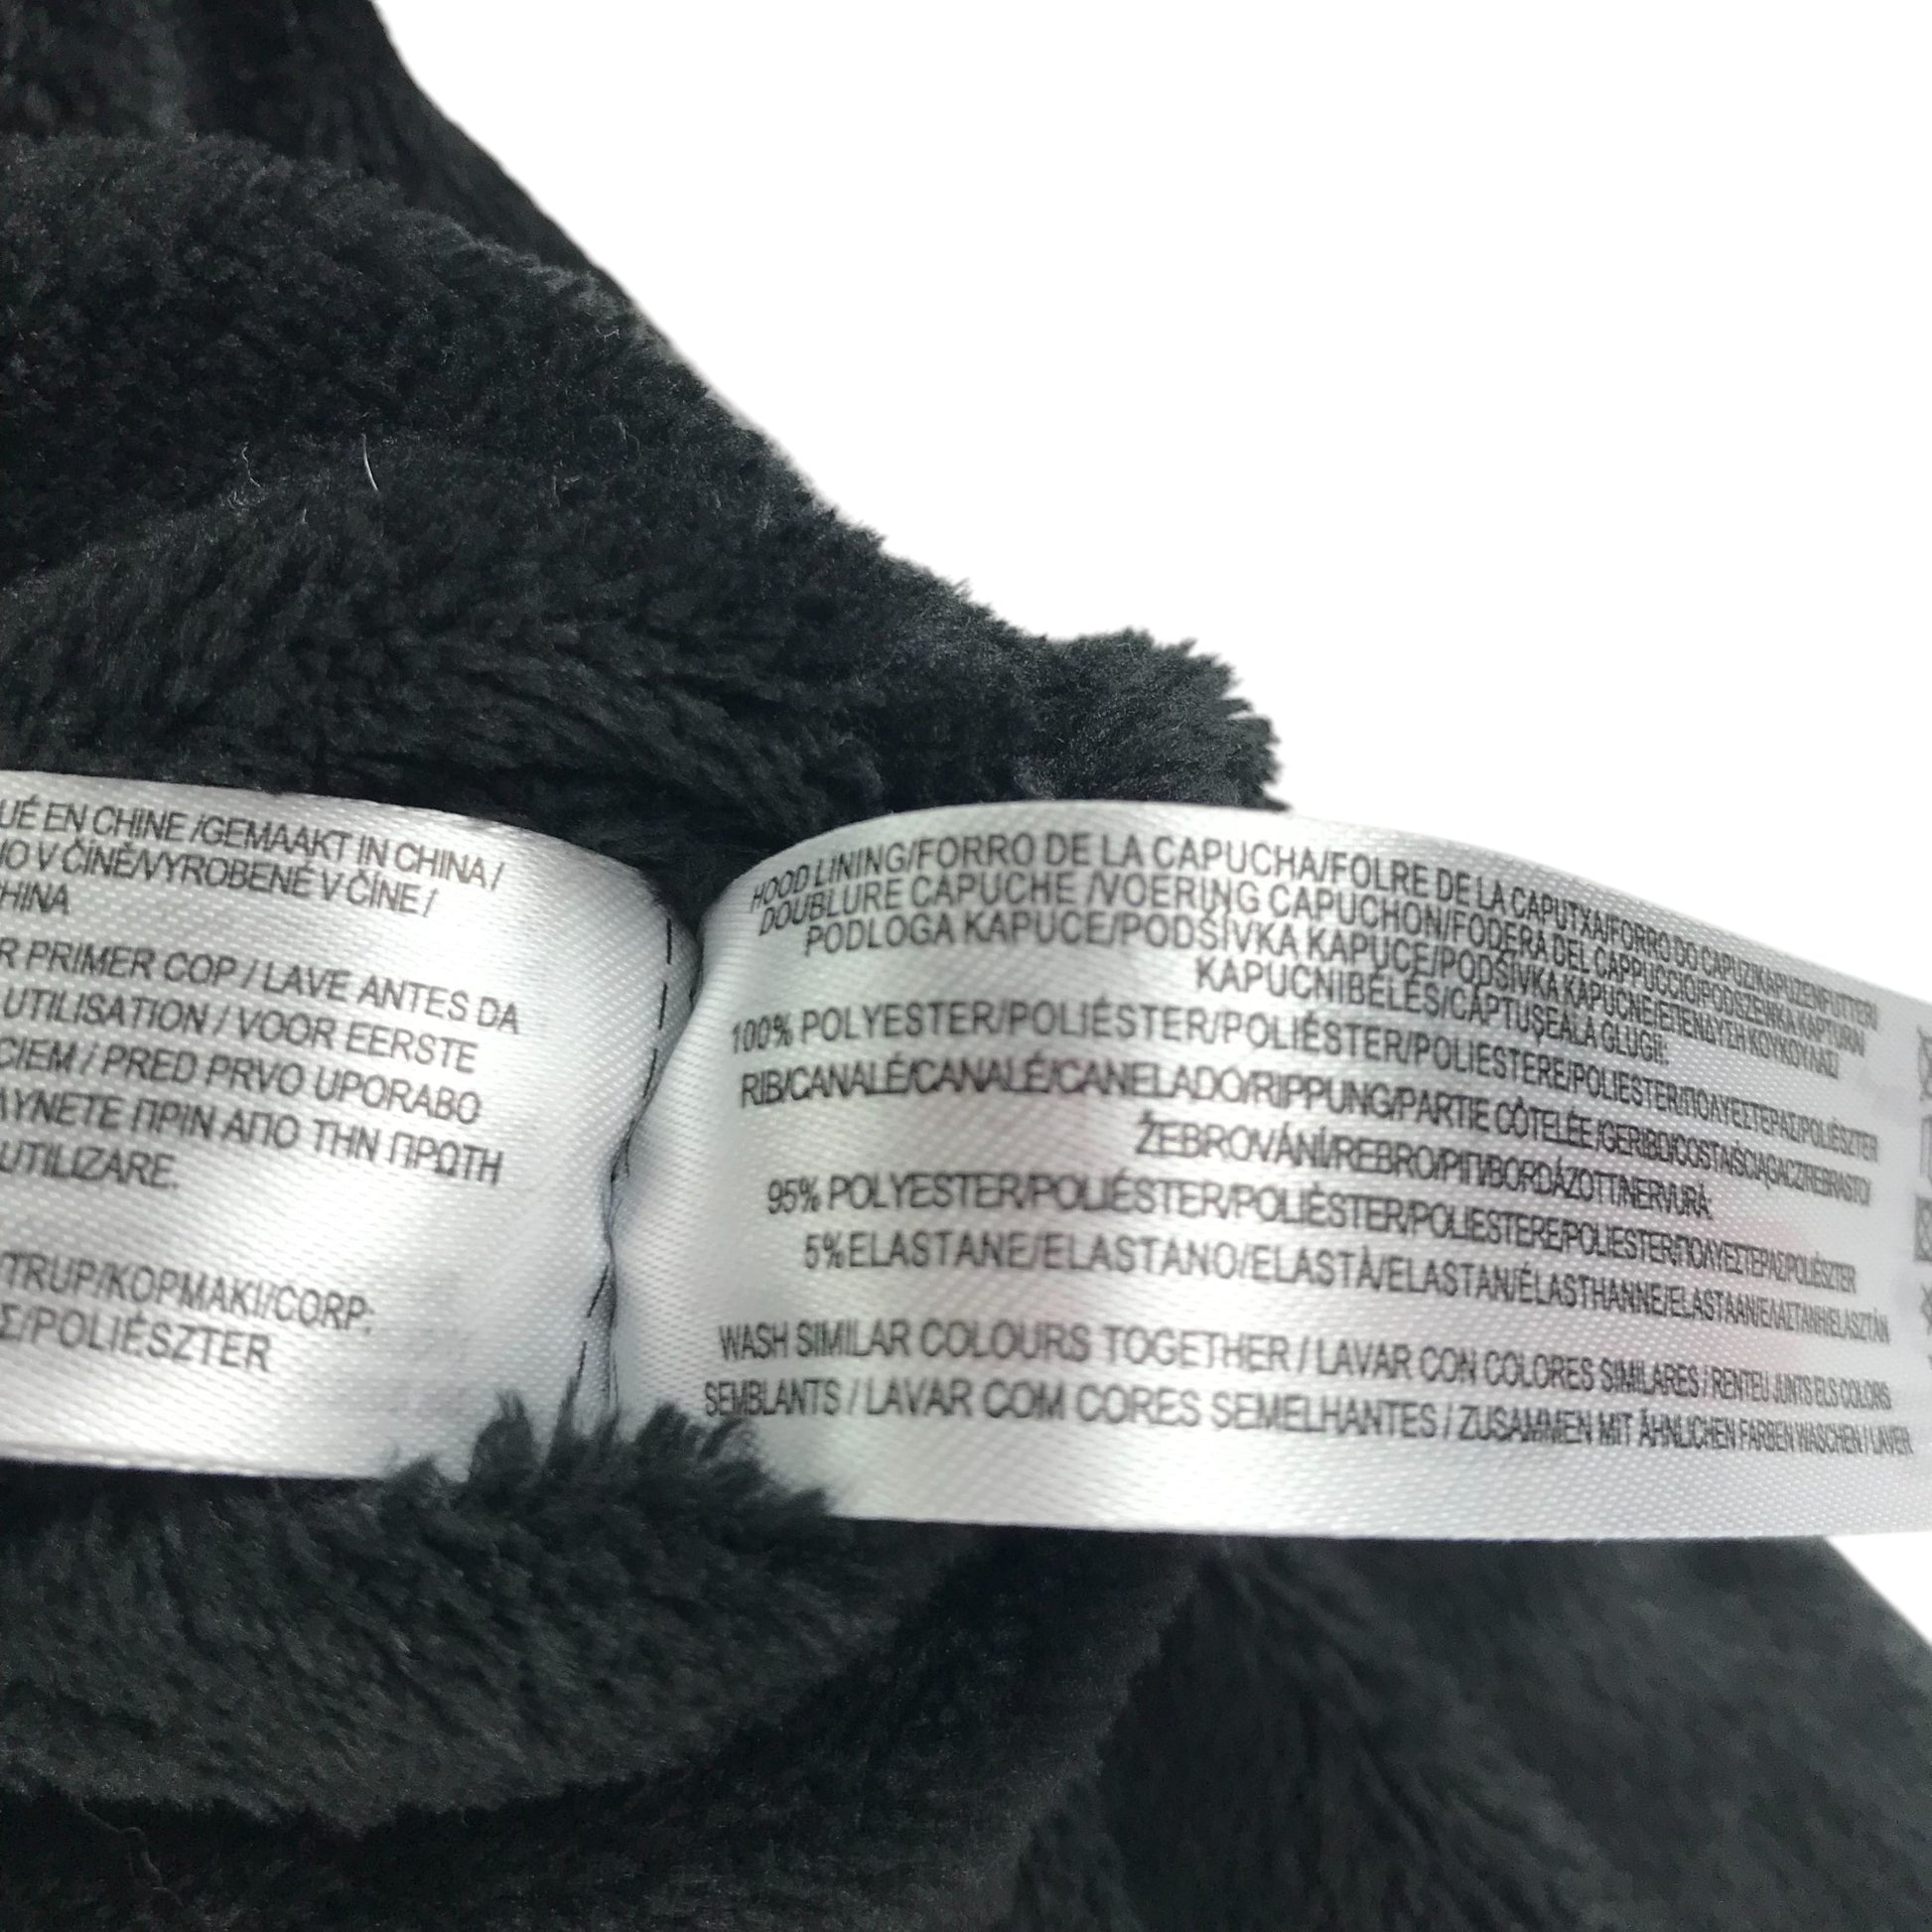 UÉ EN CHINE /GEMAAKT IN CHINA /
IO V ČÍNĚ/VYROBENÉ V ČÍNE /
HINA
R PRIMER COP / LAVE ANTES DA
UTILISATION / VOOR EERSTE
CIEM / PRED PRVO UPORABO
ΛΥΝΕΤΕ ΠΡΙΝ ΑΠΟ ΤΗΝ ΠΡΩΤΗ
UTILIZARE.
/TRUP/ΚΟΡΜΑΚΙ/CORP:
Σ/POLIÉSZTER
HOOD LINING/FORRO DE LA CAPUCHA/FOLRE DE LA CAPUTXA/FORRO DO CAPUZ/KAPUZENFUTTER/
DOUBLURE CAPUCHE /VOERING CAPUCHON/FODERA DEL CAPPUCCIO/PODSZEWKA KAPTURA/
PODLOGA KAPUCE/PODŠÍVKA KAPUCE/PODŠÍVKA KAPUCNE/ΕΠΕΝΔΥΣΗ ΚΟΥΚΟΥΛΑΣ/
KAPUCNIBÉLÉS/CĂPTUȘEALA GLUGII:
100% POLYESTER/POLIÉSTER/POLIÈSTER/POLIESTERE/POLIESTER/ΠΟΛΥΕΣΤΕΡΑΣ/POLIÉSZTER
RIB/CANALÉ/CANALÉ/CANELADO/RIPPUNG/PARTIE CÔTELÉE/GERIBD/COSTA/ŚCIĄGACZ/REBRASTO/
ŽEBROVÁNÍ/REBRO/ΡΙΠ/BORDÁZOTT/NERVURĂ:
95% POLYESTER/POLIÉSTER/POLIÈSTER/POLIESTERE/POLIESTER/ΠΟΛΥΕΣΤΕΡΑΣ/POLIÉSZTER
5%ELASTANE/ELASTANO/ELASTÀ/ELASTAN/ÉLASTHANNE/ELASTAAN/ΕΛΑΣΤΑΝΗ/ELASZTÁN
WASH SIMILAR COLOURS TOGETHER / LAVAR CON COLORES SIMILARES / RENTEU JUNTS ELS COLORS
SEMBLANTS / LAVAR COM CORES SEMELHANTES / ZUSAMMEN MIT ÄHNLICHEN FARBEN WASCHEN / LAVER